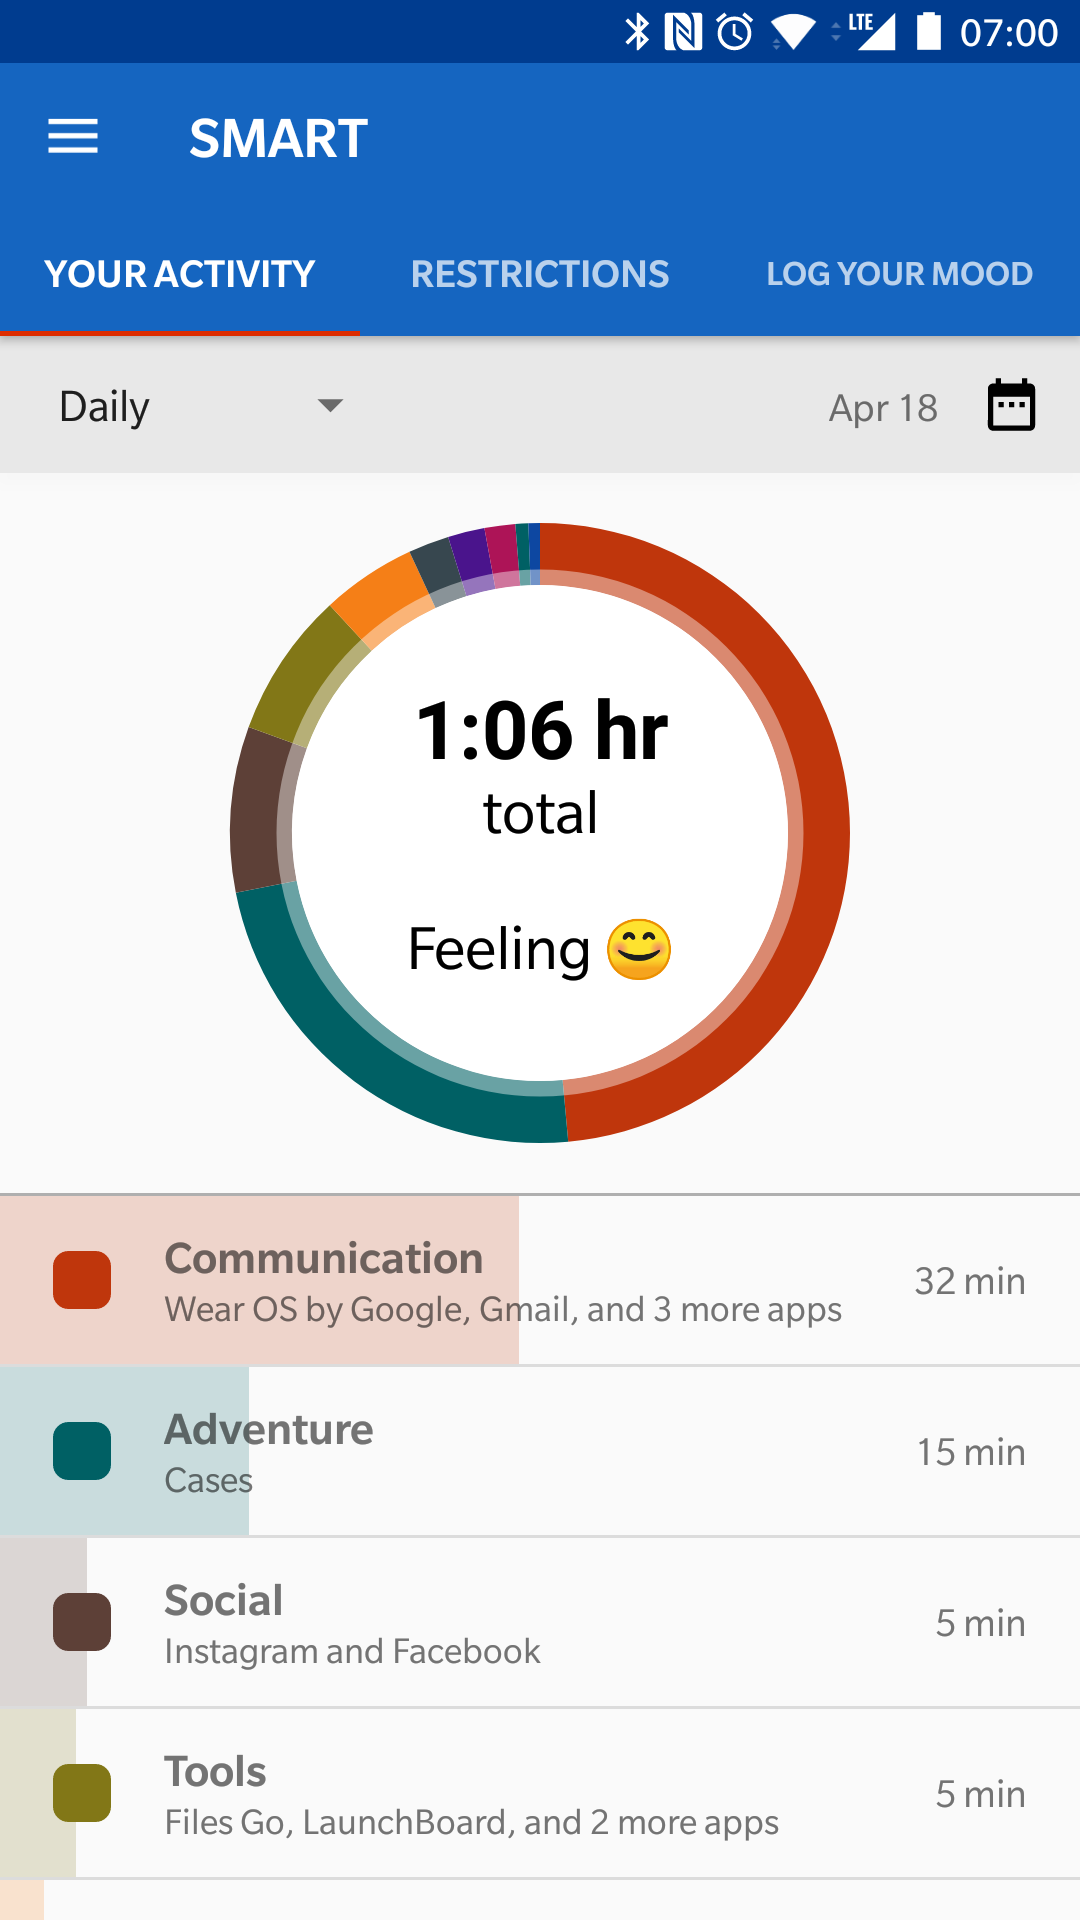 LTE 07:00
SMART
YOUR ACTIVITY RESTRICTIONS LOG YOUR MOOD
Daily Apr 18
1:06 hr
total
Feeling 😊
Communication
Wear OS by Google, Gmail, and 3 more apps
32 min
Adventure
Cases
15 min
Social
Instagram and Facebook
5 min
Tools
Files Go, LaunchBoard, and 2 more apps
5 min